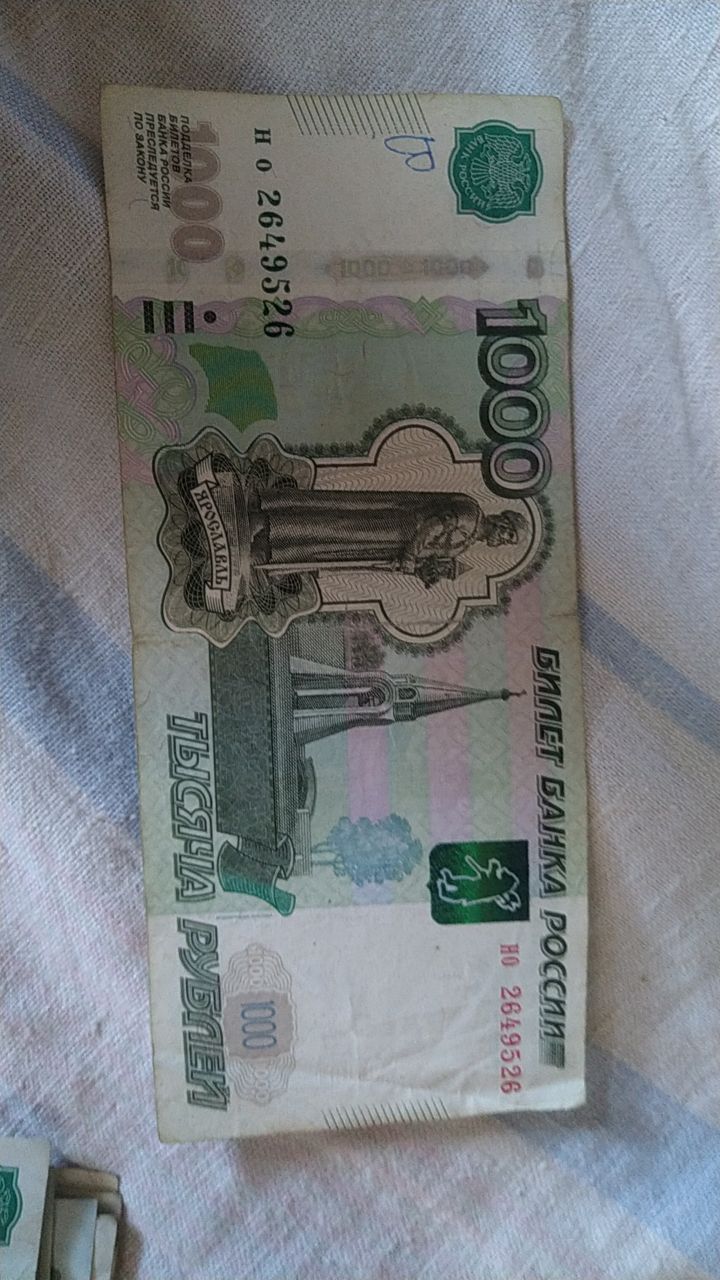 БИЛЕТ БАНКА РОССИИ
1000
но 2649526
БАНК РОССИИ
но 2649526
1000
ЯРОСЛАВЛЬ
1000
ТЫСЯЧА РУБЛЕЙ
ПОДДЕЛКА
БИЛЕТОВ
БАНКА РОССИИ
ПРЕСЛЕДУЕТСЯ
ПО ЗАКОНУ